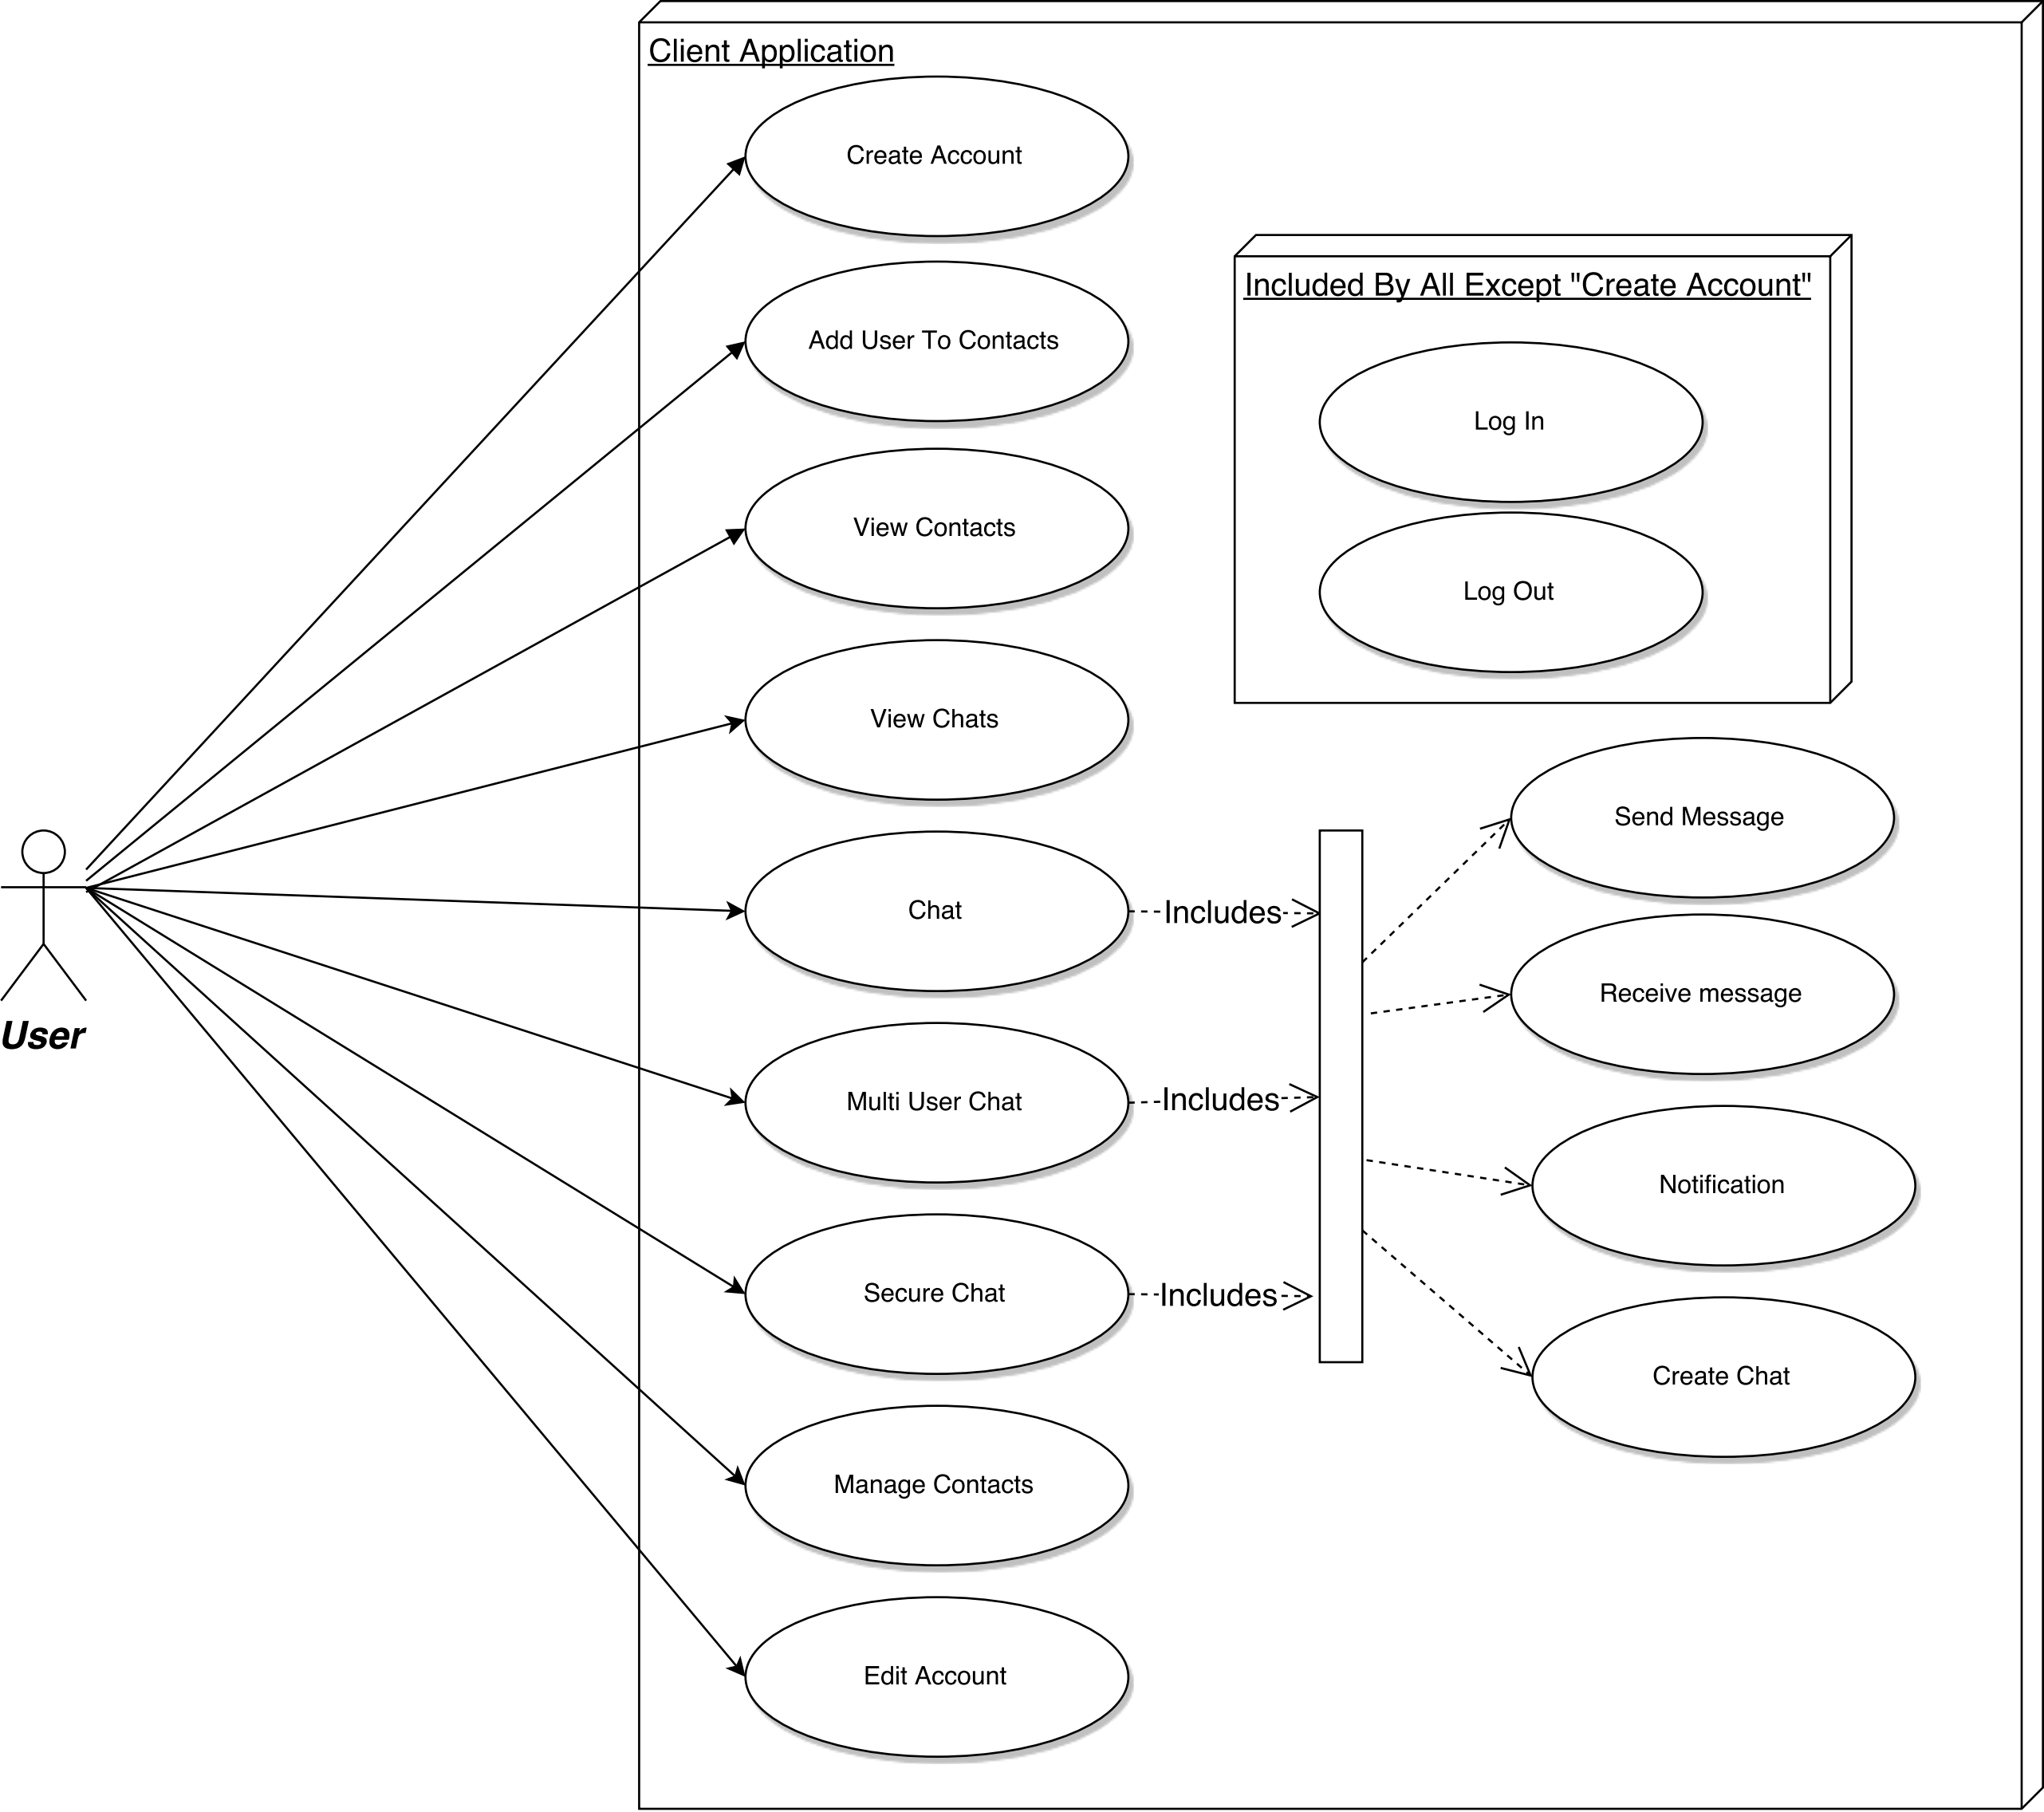 Client Application
Create Account
Add User To Contacts
View Contacts
View Chats
Chat
Multi User Chat
Secure Chat
Manage Contacts
Edit Account
Included By All Except "Create Account"
Log In
Log Out
Includes
Includes
Includes
Send Message
Receive message
Notification
Create Chat
User